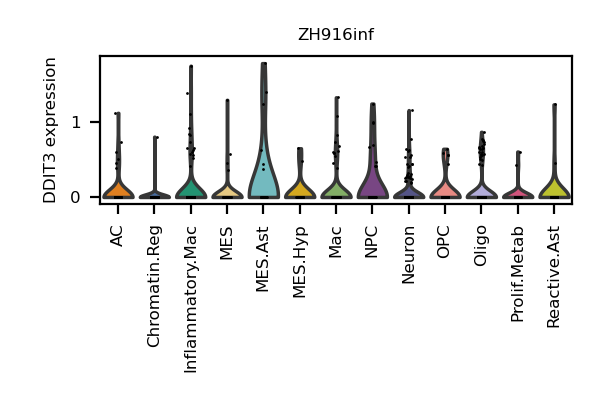 ZH916inf
DDIT3 expression
1
0
AC
Chromatin.Reg
Inflammatory.Mac
MES
MES.Ast
MES.Hyp
Mac
NPC
Neuron
OPC
Oligo
Prolif.Metab
Reactive.Ast